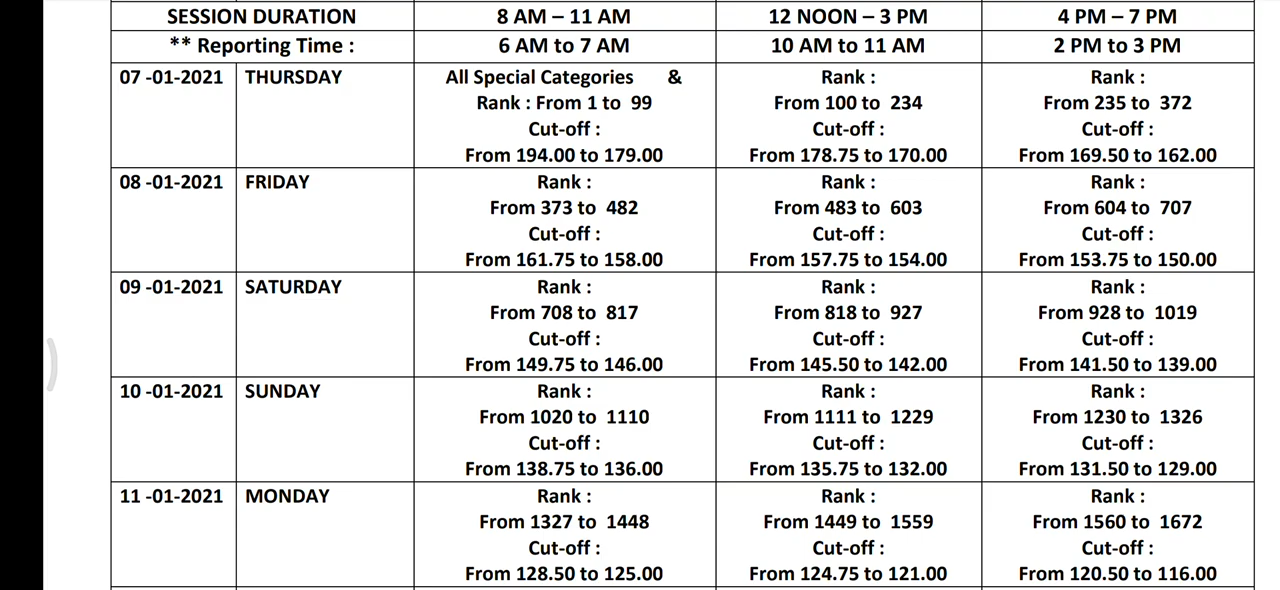 SESSION DURATION 8 AM – 11 AM 12 NOON – 3 PM 4 PM – 7 PM
** Reporting Time : 6 AM to 7 AM 10 AM to 11 AM 2 PM to 3 PM
07 -01-2021 THURSDAY All Special Categories & Rank : Rank :
Rank : From 1 to 99 From 100 to 234 From 235 to 372
Cut-off : Cut-off : Cut-off :
From 194.00 to 179.00 From 178.75 to 170.00 From 169.50 to 162.00
08 -01-2021 FRIDAY Rank : Rank : Rank :
From 373 to 482 From 483 to 603 From 604 to 707
Cut-off : Cut-off : Cut-off :
From 161.75 to 158.00 From 157.75 to 154.00 From 153.75 to 150.00
09 -01-2021 SATURDAY Rank : Rank : Rank :
From 708 to 817 From 818 to 927 From 928 to 1019
Cut-off : Cut-off : Cut-off :
From 149.75 to 146.00 From 145.50 to 142.00 From 141.50 to 139.00
10 -01-2021 SUNDAY Rank : Rank : Rank :
From 1020 to 1110 From 1111 to 1229 From 1230 to 1326
Cut-off : Cut-off : Cut-off :
From 138.75 to 136.00 From 135.75 to 132.00 From 131.50 to 129.00
11 -01-2021 MONDAY Rank : Rank : Rank :
From 1327 to 1448 From 1449 to 1559 From 1560 to 1672
Cut-off : Cut-off : Cut-off :
From 128.50 to 125.00 From 124.75 to 121.00 From 120.50 to 116.00